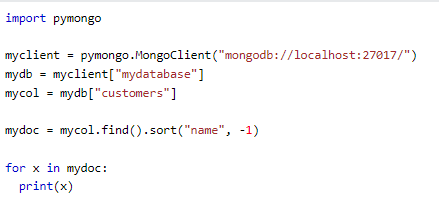 import pymongo

myclient = pymongo.MongoClient("mongodb://localhost:27017/")
mydb = myclient["mydatabase"]
mycol = mydb["customers"]

mydoc = mycol.find().sort("name", -1)

for x in mydoc:
  print(x)